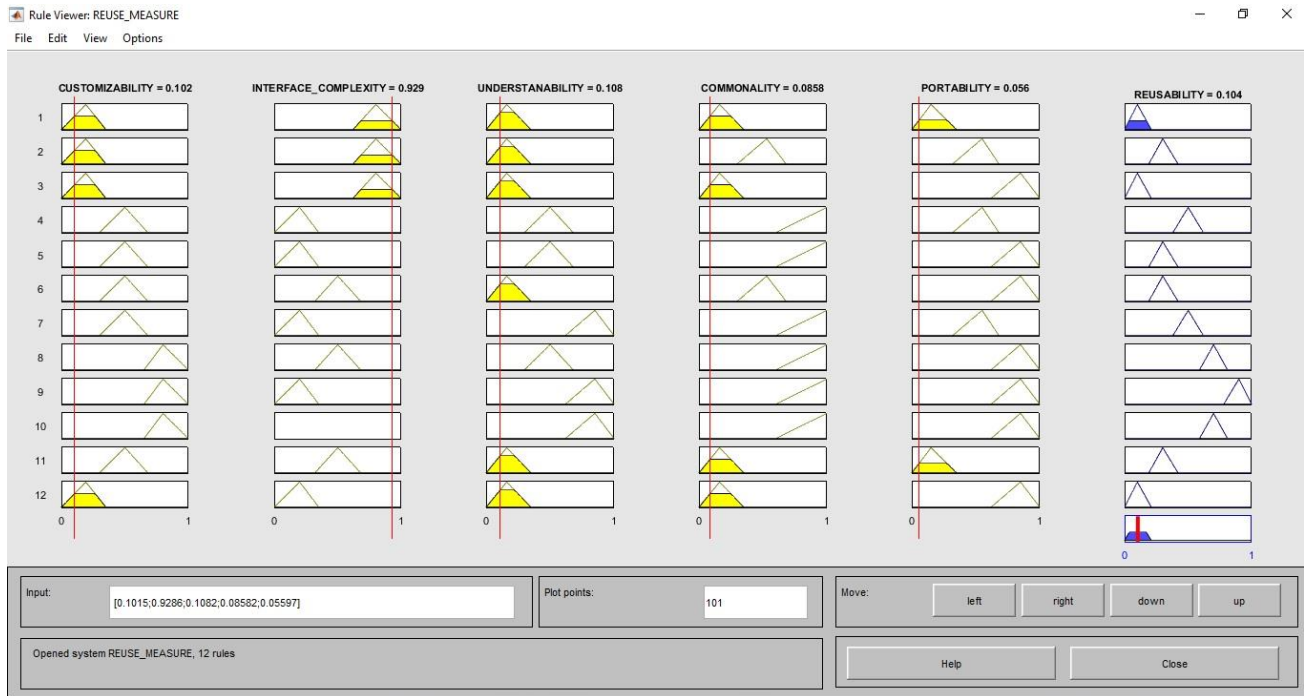 Rule Viewer: REUSE_MEASURE
File Edit View Options
CUSTOMIZABILITY = 0.102 INTERFACE_COMPLEXITY = 0.929 UNDERSTANABILITY = 0.108 COMMONALITY = 0.0858 PORTABILITY = 0.056 REUSABILITY = 0.104
1
2
3
4
5
6
7
8
9
10
11
12
0 1 0 1 0 1 0 1 0 1
0 1
Input: [0.1015;0.9286;0.1082;0.08582;0.05597] Plot points: 101 Move: left right down up
Opened system REUSE_MEASURE, 12 rules Help Close